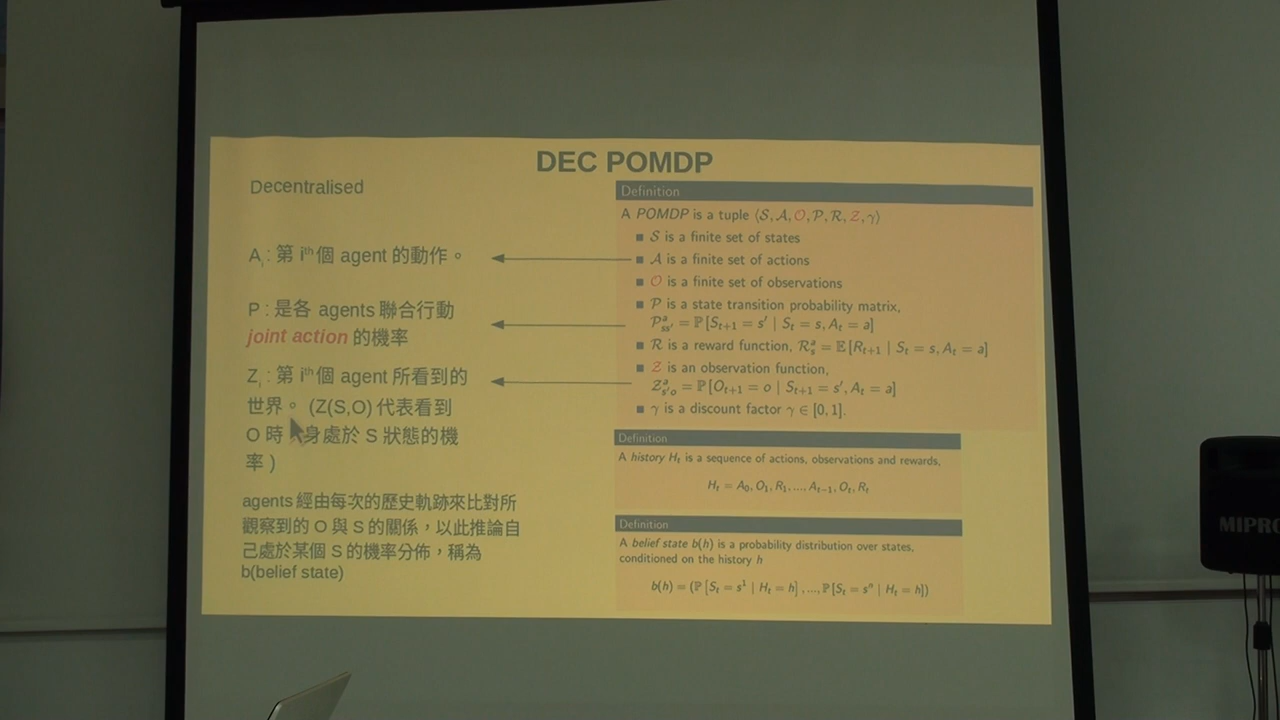 DEC POMDP
Decentralised
A_i : 第 i^th 個 agent 的動作。
P : 是各 agents 聯合行動
joint action 的機率
Z_i : 第 i^th 個 agent 所看到的
世界。 (Z(S,O) 代表看到
O 時 身處於 S 狀態的機
率 )
agents 經由每次的歷史軌跡來比對所
觀察到的 O 與 S 的關係，以此推論自
己處於某個 S 的機率分佈，稱為
b(belief state)
Definition
A POMDP is a tuple ⟨S, A, O, P, R, Z, γ⟩
■ S is a finite set of states
■ A is a finite set of actions
■ O is a finite set of observations
■ P is a state transition probability matrix,
P^a_ss′ = ℙ [S_t+1 = s′ | S_t = s, A_t = a]
■ R is a reward function, R^a_s = 𝔼 [R_t+1 | S_t = s, A_t = a]
■ Z is an observation function,
Z^a_s′o = ℙ [O_t+1 = o | S_t+1 = s′, A_t = a]
■ γ is a discount factor γ ∈ [0, 1].
Definition
A history H_t is a sequence of actions, observations and rewards,
H_t = A_0, O_1, R_1, ..., A_t−1, O_t, R_t
Definition
A belief state b(h) is a probability distribution over states,
conditioned on the history h
b(h) = (ℙ [S_t = s^1 | H_t = h] , ..., ℙ [S_t = s^n | H_t = h])
MIPRO